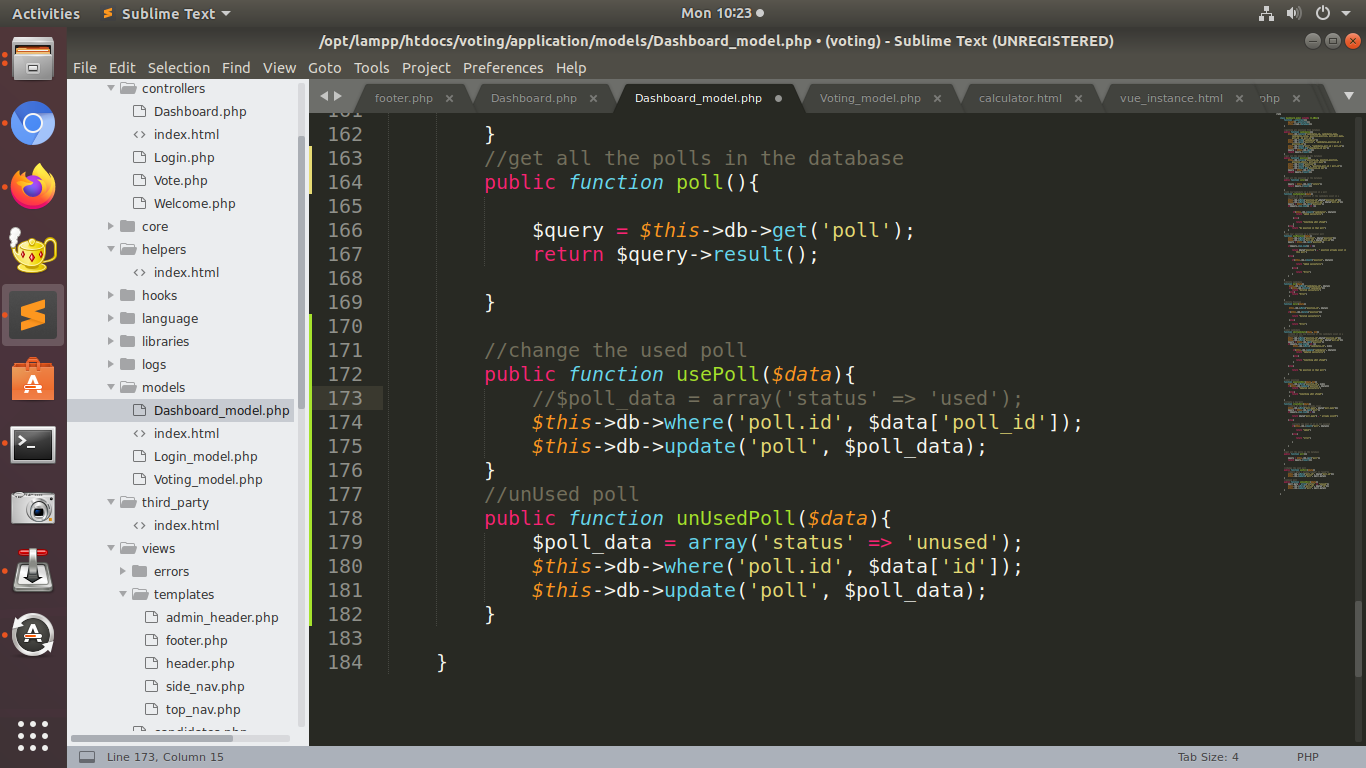 Activities
Sublime Text
Mon 10:23
/opt/lampp/htdocs/voting/application/models/Dashboard_model.php • (voting) - Sublime Text (UNREGISTERED)
File Edit Selection Find View Goto Tools Project Preferences Help
controllers
Dashboard.php
index.html
Login.php
Vote.php
Welcome.php
core
helpers
index.html
hooks
language
libraries
logs
models
Dashboard_model.php
index.html
Login_model.php
Voting_model.php
third_party
index.html
views
errors
templates
admin_header.php
footer.php
header.php
side_nav.php
top_nav.php
candidates.php
footer.php × Dashboard.php × Dashboard_model.php Voting_model.php × calculator.html × vue_instance.html × php ×
161
162 }
163 //get all the polls in the database
164 public function poll(){
165
166 $query = $this->db->get('poll');
167 return $query->result();
168
169 }
170
171 //change the used poll
172 public function usePoll($data){
173 //$poll_data = array('status' => 'used');
174 $this->db->where('poll.id', $data['poll_id']);
175 $this->db->update('poll', $poll_data);
176 }
177 //unUsed poll
178 public function unUsedPoll($data){
179 $poll_data = array('status' => 'unused');
180 $this->db->where('poll.id', $data['id']);
181 $this->db->update('poll', $poll_data);
182 }
183
184 }
Line 173, Column 15
Tab Size: 4
PHP